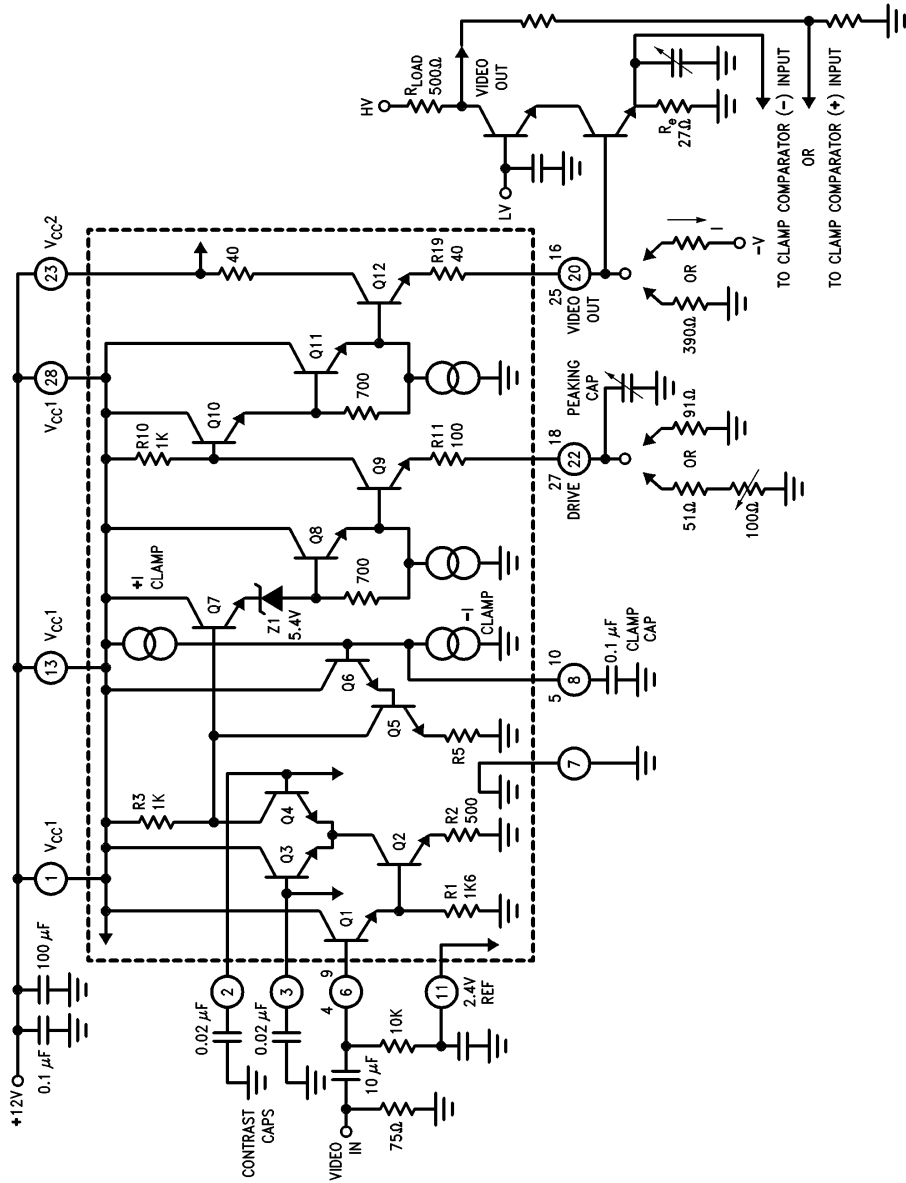 +12V
0.1 µF
100 µF
1
VCC1
13
VCC1
28
VCC1
23
VCC2
R3
1K
+I
CLAMP
R10
1K
40
HV
RLOAD
500Ω
VIDEO
OUT
LV
Re
27Ω
0.02 µF
2
CONTRAST
CAPS
0.02 µF
3
VIDEO
IN
75Ω
10 µF
4
6
9
10K
11
2.4V
REF
Q1
Q2
Q3
Q4
Q5
Q6
Q7
Q8
Q9
Q10
Q11
Q12
R1
1K6
R2
500
R5
Z1
5.4V
700
-I
CLAMP
R11
100
700
R19
40
7
5
8
10
0.1 µF
CLAMP
CAP
27
22
18
DRIVE
PEAKING
CAP
51Ω
100Ω
OR
91Ω
25
20
16
VIDEO
OUT
390Ω
OR
I
-V
TO CLAMP COMPARATOR (-) INPUT
OR
TO CLAMP COMPARATOR (+) INPUT